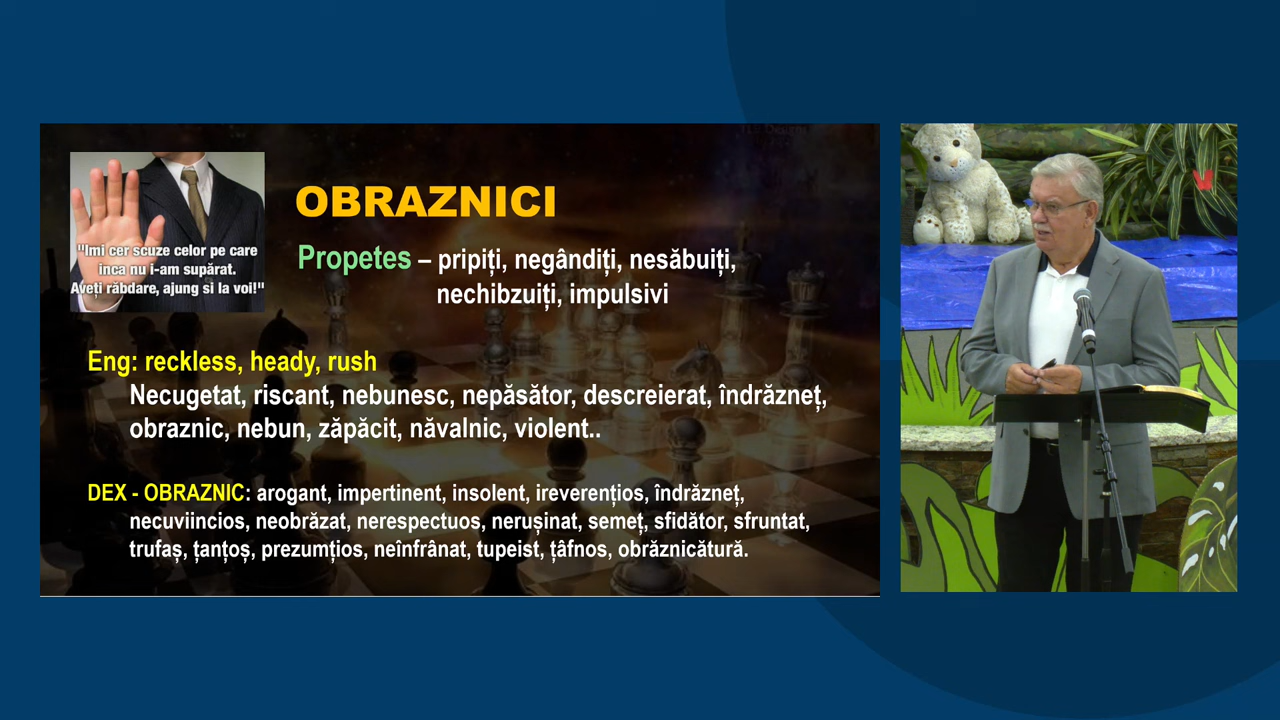 "Imi cer scuze celor pe care
inca nu i-am supărat.
Aveți răbdare, ajung si la voi!"
OBRAZNICI
Propetes – pripiți, negândiți, nesăbuiți,
nechibzuiți, impulsivi
Eng: reckless, heady, rush
Necugetat, riscant, nebunesc, nepăsător, descreierat, îndrăzneț,
obraznic, nebun, zăpăcit, năvalnic, violent..
DEX - OBRAZNIC: arogant, impertinent, insolent, ireverențios, îndrăzneț,
necuviincios, neobrăzat, nerespectuos, nerușinat, semeț, sfidător, sfruntat,
trufaș, țanțoș, prezumțios, neînfrânat, tupeist, țâfnos, obrăznicătură.